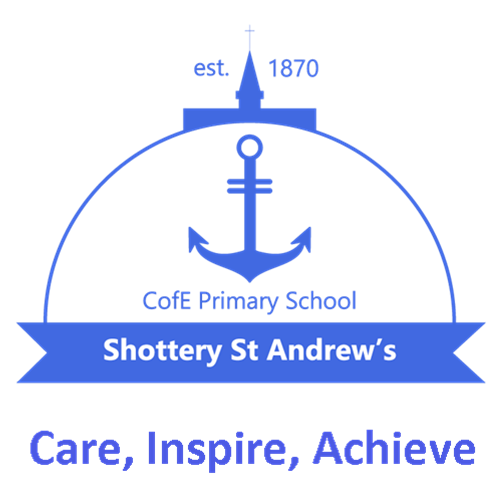 est. 1870
CofE Primary School
Shottery St Andrew's
Care, Inspire, Achieve